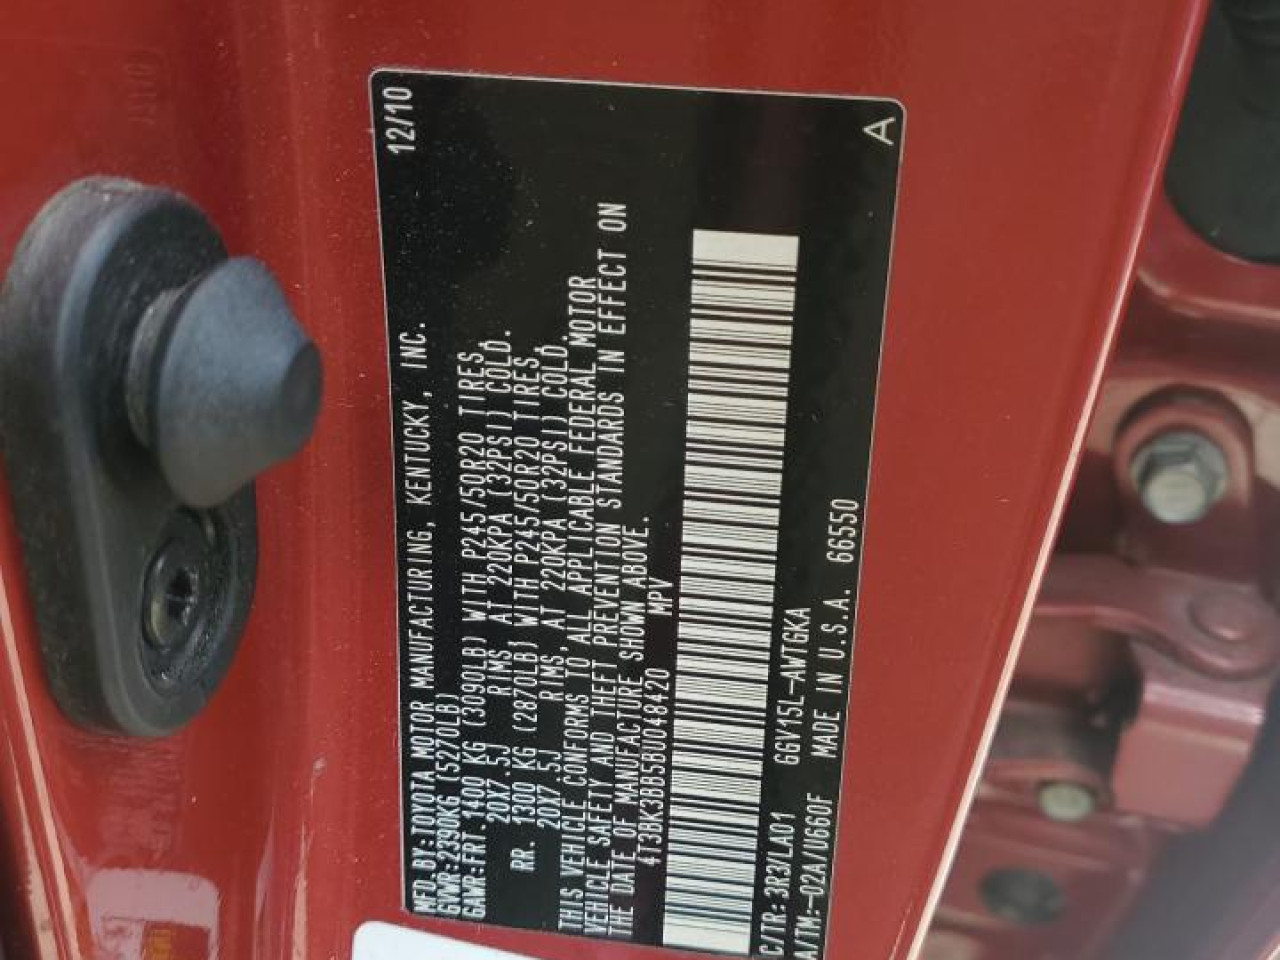 MFD.BY:TOYOTA MOTOR MANUFACTURING, KENTUCKY, INC. 12/10
GVWR:2390KG (5270LB)
GAWR:FRT.1400 KG (3090LB) WITH P245/50R20 TIRES,
20X7.5J RIMS, AT 220KPA (32PSI) COLD.
RR. 1300 KG (2870LB) WITH P245/50R20 TIRES,
20X7.5J RIMS, AT 220KPA (32PSI) COLD.
THIS VEHICLE CONFORMS TO ALL APPLICABLE FEDERAL MOTOR
VEHICLE SAFETY AND THEFT PREVENTION STANDARDS IN EFFECT ON
THE DATE OF MANUFACTURE SHOWN ABOVE.
4T3BK3BB5BU048420 MPV
C/TR:3R3/LA01 GGV15L-AWTGKA
A/TM:-02A/U660F MADE IN U.S.A. 66550 A